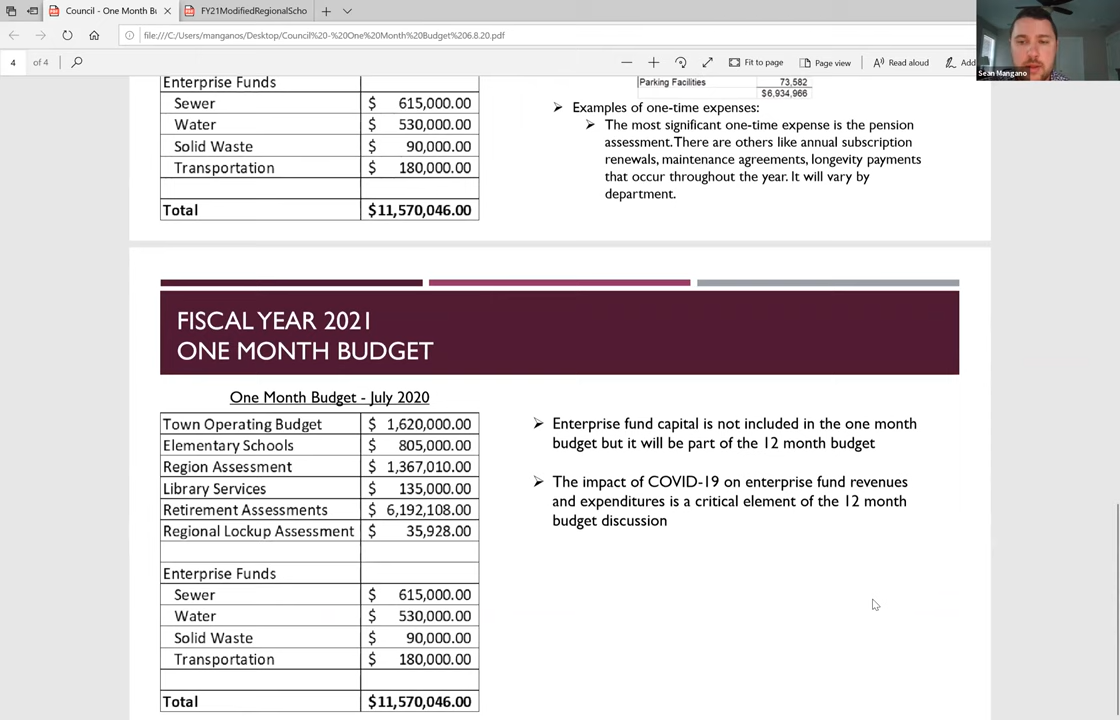 Council - One Month Bu
FY21ModifiedRegionalScho
file:///C:/Users/manganos/Desktop/Council%20-%20One%20Month%20Budget%206.8.20.pdf
4 of 4
Fit to page
Page view
Read aloud
Add
Sean Mangano
Enterprise Funds
Sewer $ 615,000.00
Water $ 530,000.00
Solid Waste $ 90,000.00
Transportation $ 180,000.00
Total $11,570,046.00
Parking Facilities 73,582
$6,934,966
Examples of one-time expenses:
The most significant one-time expense is the pension
assessment. There are others like annual subscription
renewals, maintenance agreements, longevity payments
that occur throughout the year. It will vary by
department.
FISCAL YEAR 2021
ONE MONTH BUDGET
One Month Budget - July 2020
Town Operating Budget $ 1,620,000.00
Elementary Schools $ 805,000.00
Region Assessment $ 1,367,010.00
Library Services $ 135,000.00
Retirement Assessments $ 6,192,108.00
Regional Lockup Assessment $ 35,928.00
Enterprise Funds
Sewer $ 615,000.00
Water $ 530,000.00
Solid Waste $ 90,000.00
Transportation $ 180,000.00
Total $11,570,046.00
Enterprise fund capital is not included in the one month
budget but it will be part of the 12 month budget
The impact of COVID-19 on enterprise fund revenues
and expenditures is a critical element of the 12 month
budget discussion